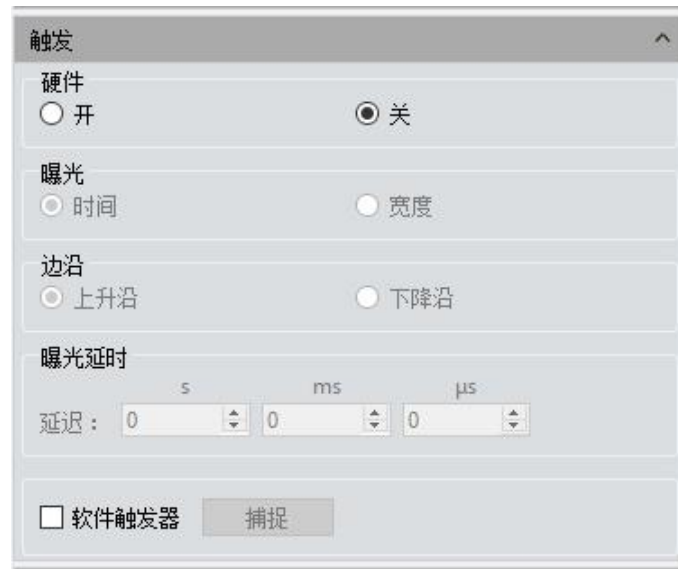 触发
硬件
开 关
曝光
时间 宽度
边沿
上升沿 下降沿
曝光延时
s ms μs
延迟： 0 0 0
软件触发器 捕捉